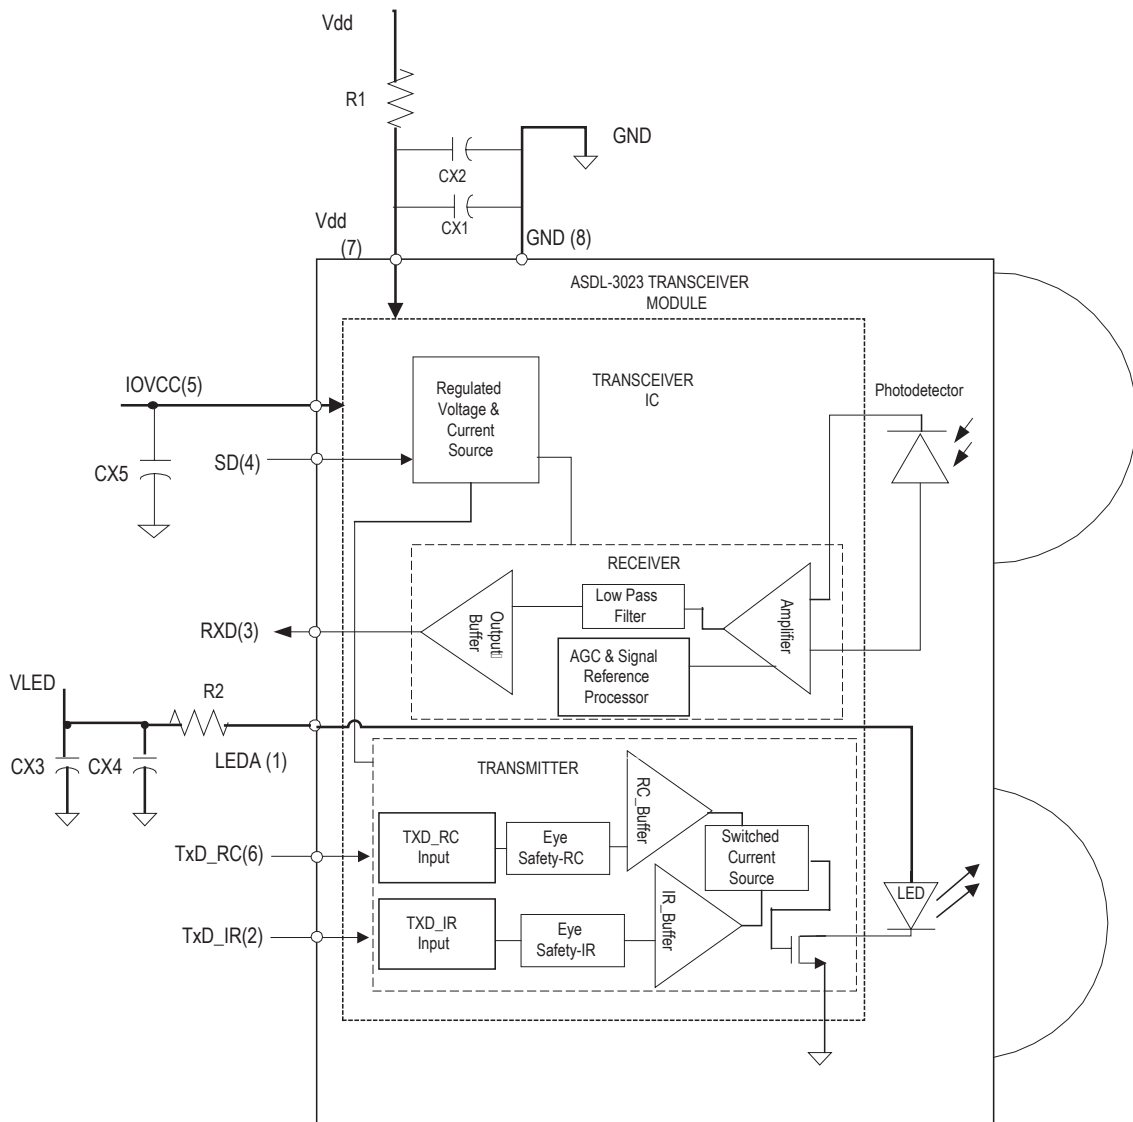 Vdd
R1
GND
CX2
CX1
Vdd
(7)
GND (8)
ASDL-3023 TRANSCEIVER
MODULE
IOVCC(5)
Regulated
Voltage &
Current
Source
TRANSCEIVER
IC
Photodetector
SD(4)
CX5
RECEIVER
Low Pass
Filter
Output
Buffer
Amplifier
RXD(3)
AGC & Signal
Reference
Processor
VLED
R2
LEDA (1)
CX3
CX4
TRANSMITTER
RC_Buffer
TXD_RC
Input
Eye
Safety-RC
Switched
Current
Source
TxD_RC(6)
LED
IR_Buffer
TXD_IR
Input
Eye
Safety-IR
TxD_IR(2)